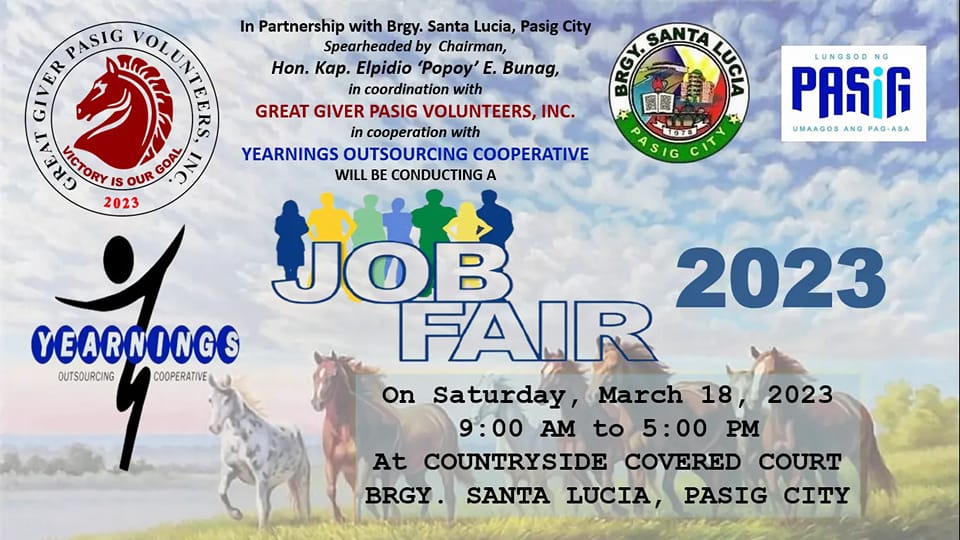 GREAT GIVER PASIG VOLUNTEERS, INC.
VICTORY IS OUR GOAL
2023
In Partnership with Brgy. Santa Lucia, Pasig City
Spearheaded by Chairman,
Hon. Kap. Elpidio ‘Popoy’ E. Bunag,
in coordination with
GREAT GIVER PASIG VOLUNTEERS, INC.
in cooperation with
YEARNINGS OUTSOURCING COOPERATIVE
WILL BE CONDUCTING A
BRGY. SANTA LUCIA
1978
PASIG CITY
LUNGSOD NG
PASIG
UMAAGOS ANG PAG-ASA
JOB
FAIR
2023
YEARNINGS
OUTSOURCING COOPERATIVE
On Saturday, March 18, 2023
9:00 AM to 5:00 PM
At COUNTRYSIDE COVERED COURT
BRGY. SANTA LUCIA, PASIG CITY